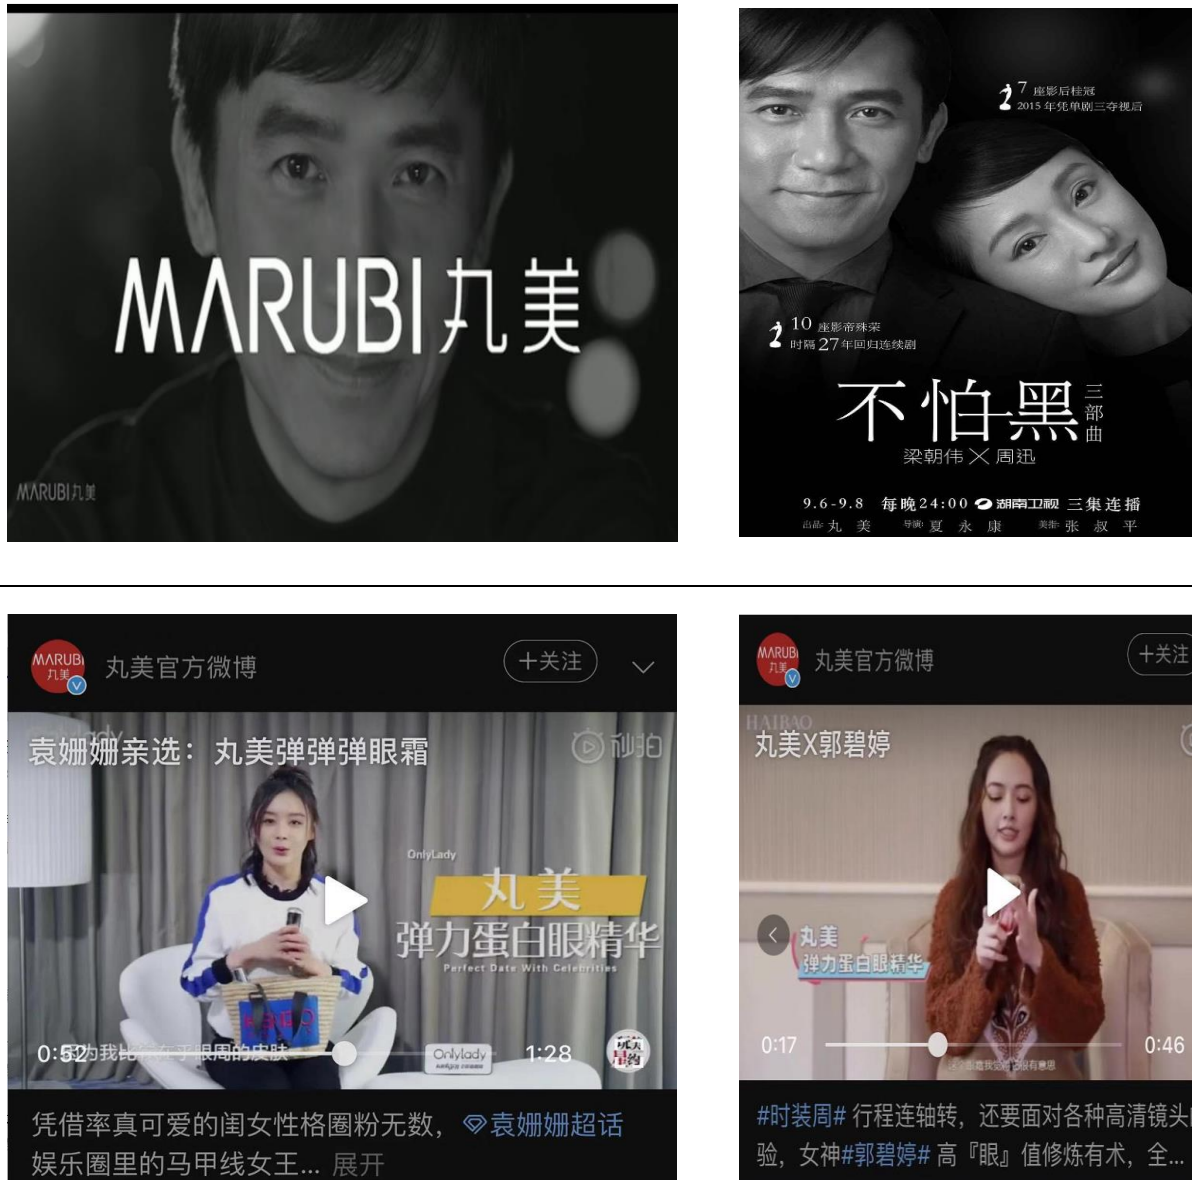 MARUBI丸美
MARUBI丸美
7 座影后桂冠
2015 年凭单剧三夺视后
10 座影帝殊荣
时隔 27年回归连续剧
不怕黑 三部曲
梁朝伟 X 周迅
9.6-9.8 每晚24:00 湖南卫视 三集连播
出品 丸美 导演 夏永康 美指 张叔平
MARUBI
丸美
丸美官方微博
+关注
袁姗姗亲选：丸美弹弹弹眼霜
秒拍
OnlyLady
丸美
弹力蛋白眼精华
Perfect Date With Celebrities
0:52
眼周的皮肤
Onlylady
1:28
凭借率真可爱的闺女性格圈粉无数，袁姗姗超话
娱乐圈里的马甲线女王... 展开
MARUBI
丸美
丸美官方微博
+关注
HAIBAO
丸美X郭碧婷
丸美
弹力蛋白眼精华
0:17
0:46
#时装周# 行程连轴转，还要面对各种高清镜头
验，女神#郭碧婷# 高『眼』值修炼有术，全...